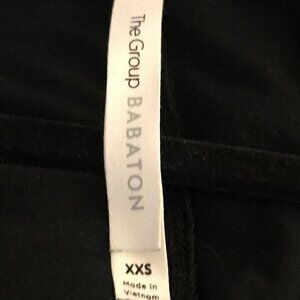 The Group BABATON
XXS
Made in
Vietnam